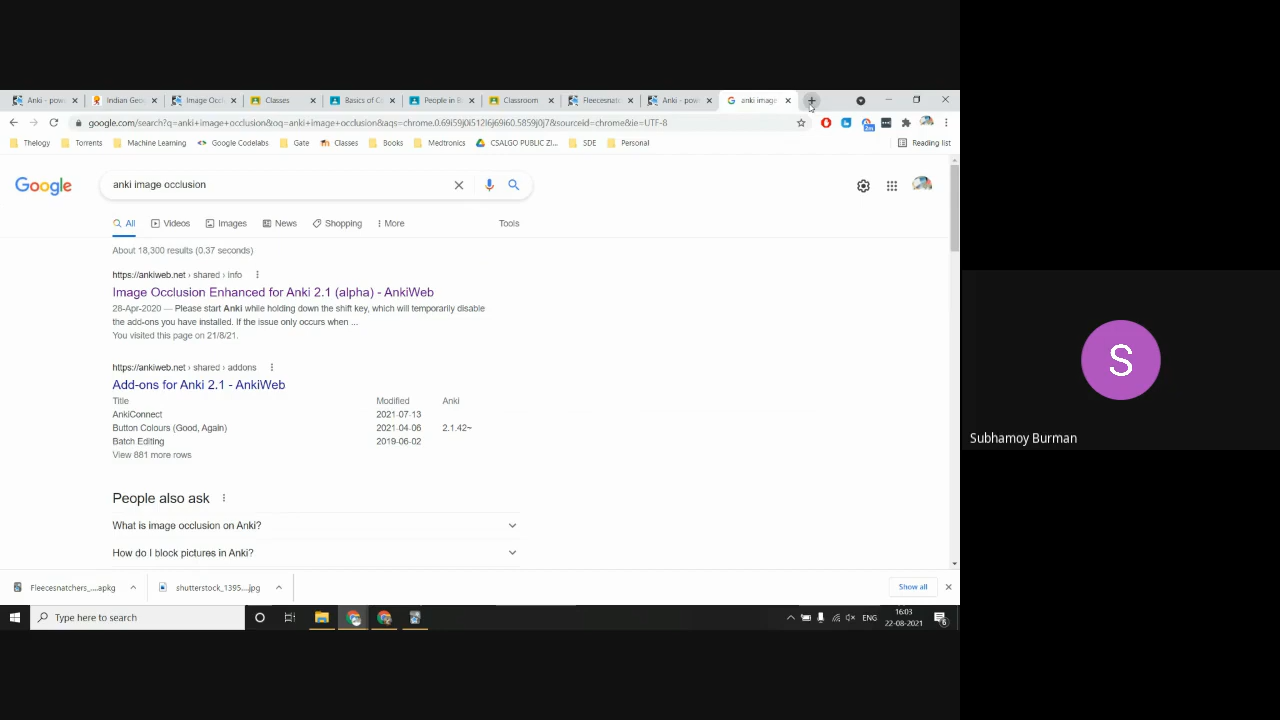 Anki - pow
Indian Geo
Image Occl
Classes
Basics of C
People in B
Classroom
Fleecesnat
Anki - pow
anki image
google.com/search?q=anki+image+occlusion&oq=anki+image+occlusion&aqs=chrome.0.69i59j0i512l6j69i60.5859j0j7&sourceid=chrome&ie=UTF-8
2m
Thelogy
Torrents
Machine Learning
Google Codelabs
Gate
Classes
Books
Medtronics
CSALGO PUBLIC ZI...
SDE
Personal
Reading list
Google
anki image occlusion
All
Videos
Images
News
Shopping
More
Tools
About 18,300 results (0.37 seconds)
https://ankiweb.net › shared › info
Image Occlusion Enhanced for Anki 2.1 (alpha) - AnkiWeb
28-Apr-2020 — Please start Anki while holding down the shift key, which will temporarily disable
the add-ons you have installed. If the issue only occurs when ...
You visited this page on 21/8/21.
https://ankiweb.net › shared › addons
Add-ons for Anki 2.1 - AnkiWeb
Title Modified Anki
AnkiConnect 2021-07-13
Button Colours (Good, Again) 2021-04-06 2.1.42~
Batch Editing 2019-06-02
View 881 more rows
People also ask
What is image occlusion on Anki?
How do I block pictures in Anki?
Fleecesnatchers_....apkg
shutterstock_1395....jpg
Show all
Type here to search
ENG
16:03
22-08-2021
6
S
Subhamoy Burman